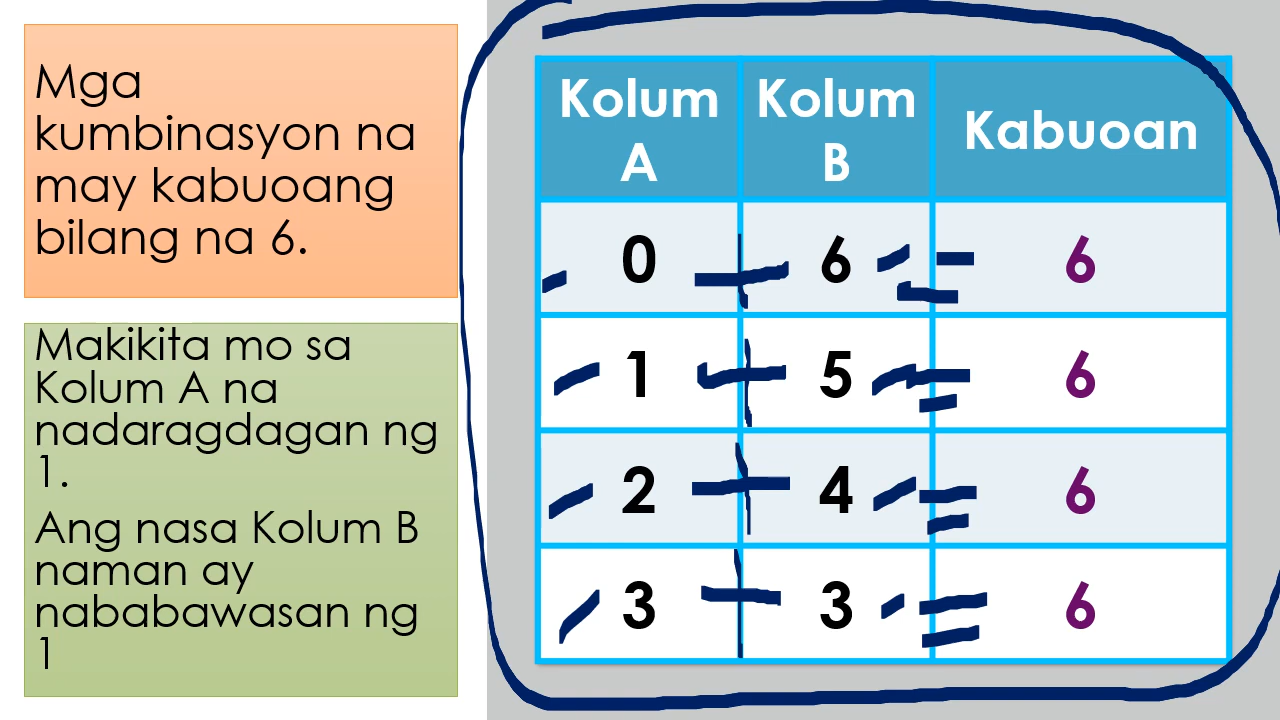 Mga
kumbinasyon na
may kabuoang
bilang na 6.
Makikita mo sa
Kolum A na
nadaragdagan ng
1.
Ang nasa Kolum B
naman ay
nababawasan ng
1
Kolum A Kolum B Kabuoan
0 + 6 = 6
1 + 5 = 6
2 + 4 = 6
3 + 3 = 6